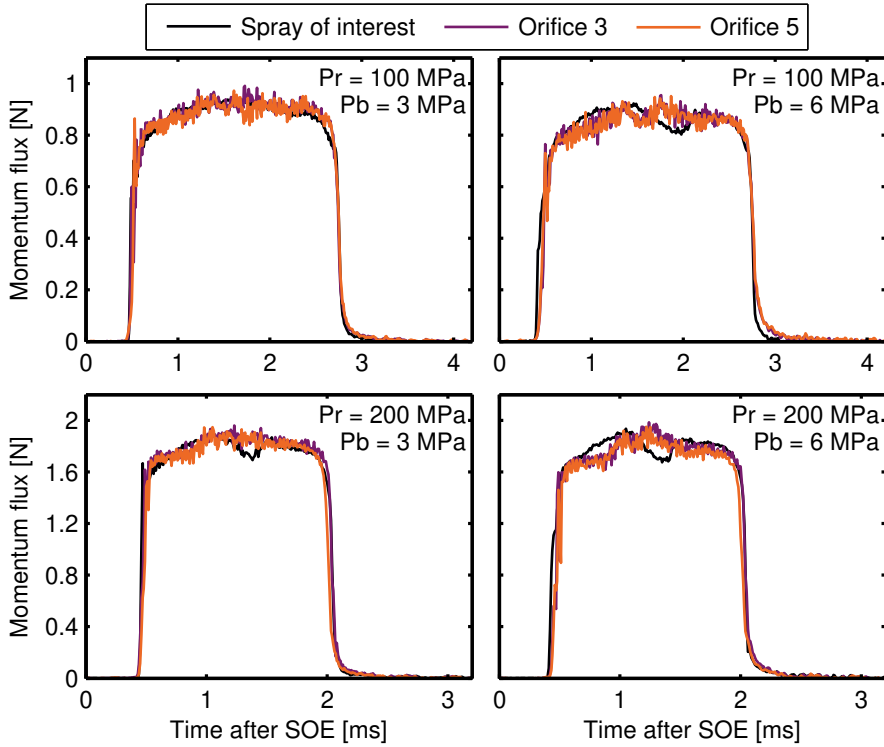 Spray of interest Orifice 3 Orifice 5
Pr = 100 MPa
Pb = 3 MPa
Momentum flux [N]
1
0.8
0.6
0.4
0.2
0
0 1 2 3 4
Pr = 100 MPa
Pb = 6 MPa
0 1 2 3 4
Pr = 200 MPa
Pb = 3 MPa
Momentum flux [N]
2
1.6
1.2
0.8
0.4
0
0 1 2 3
Time after SOE [ms]
Pr = 200 MPa
Pb = 6 MPa
0 1 2 3
Time after SOE [ms]